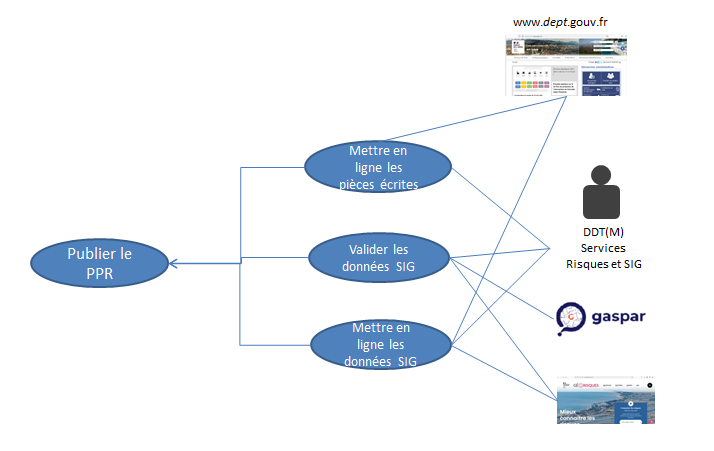 www.dept.gouv.fr
Mettre en
ligne les
pièces écrites
DDT(M)
Services
Risques et SIG
Publier le
PPR
Valider les
données SIG
gaspar
Mettre en
ligne les
données SIG
GÉORISQUES
Mieux
connaître les